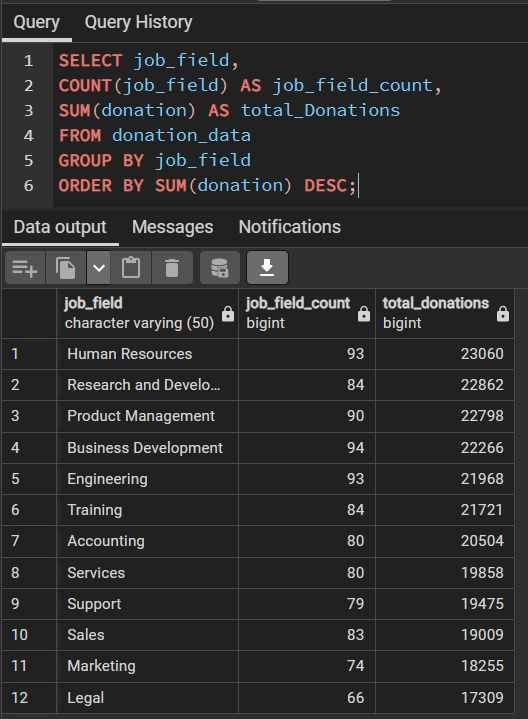 Query Query History
1 SELECT job_field,
2 COUNT(job_field) AS job_field_count,
3 SUM(donation) AS total_Donations
4 FROM donation_data
5 GROUP BY job_field
6 ORDER BY SUM(donation) DESC;
Data output Messages Notifications
job_field job_field_count total_donations
character varying (50) bigint bigint
1 Human Resources 93 23060
2 Research and Develo... 84 22862
3 Product Management 90 22798
4 Business Development 94 22266
5 Engineering 93 21968
6 Training 84 21721
7 Accounting 80 20504
8 Services 80 19858
9 Support 79 19475
10 Sales 83 19009
11 Marketing 74 18255
12 Legal 66 17309